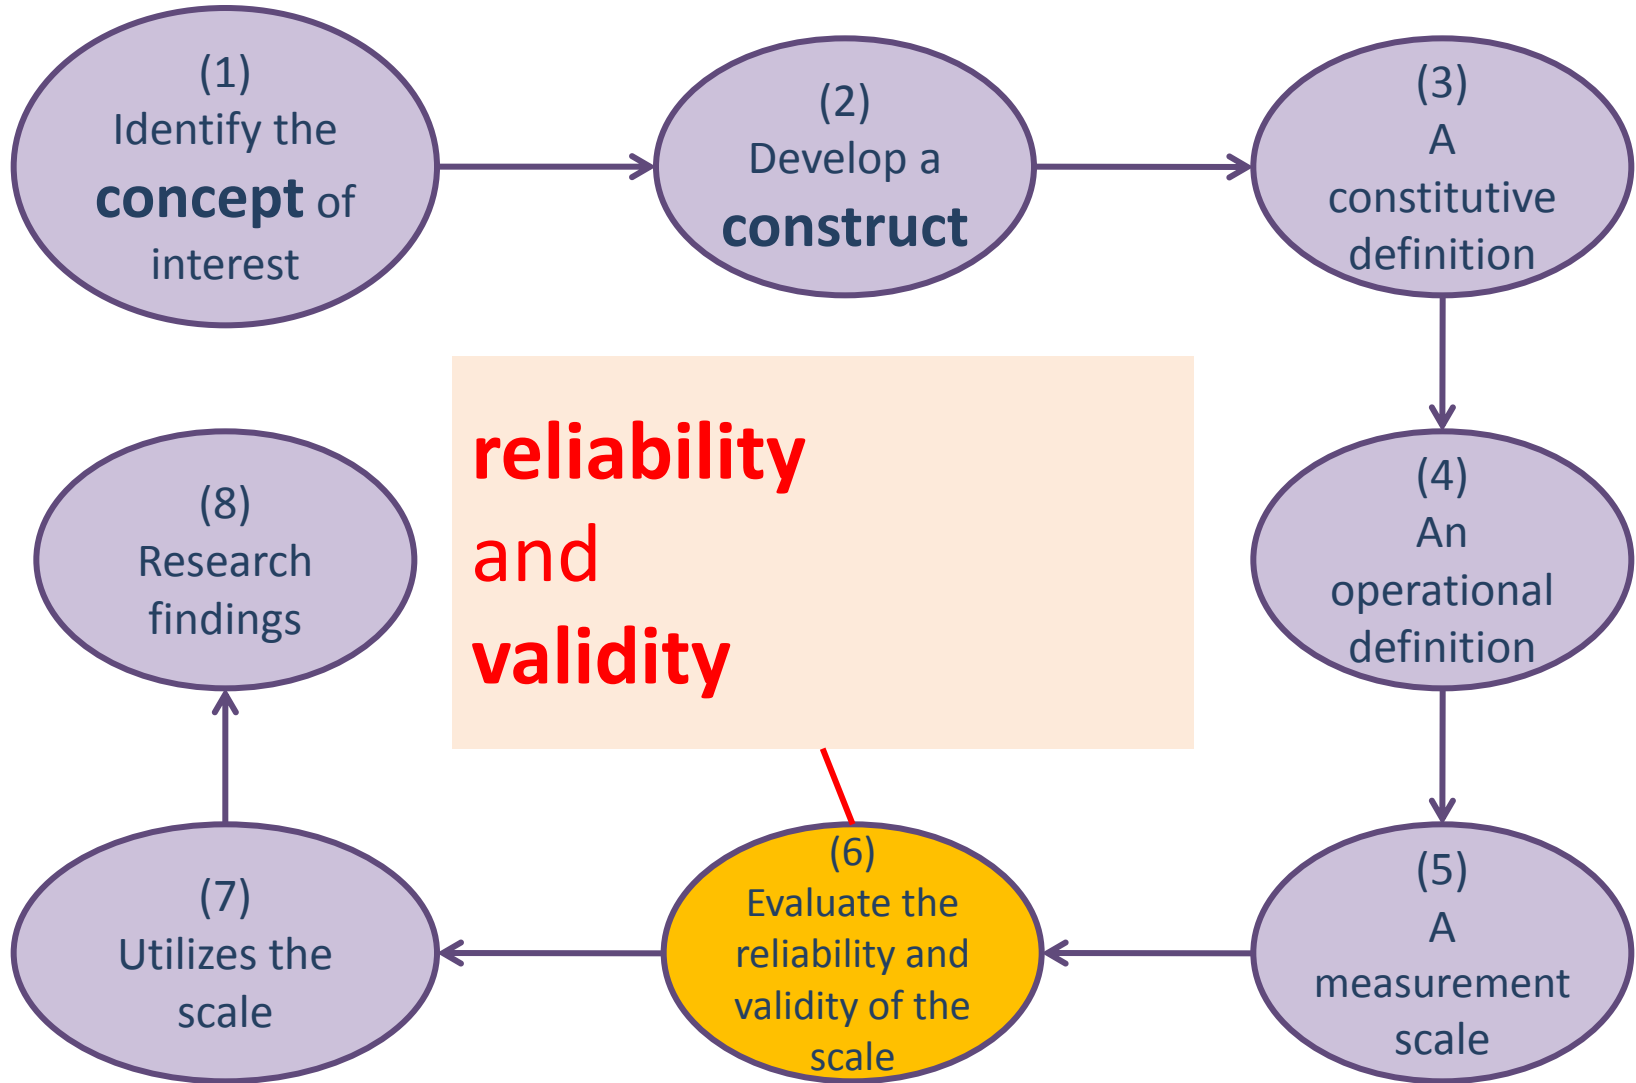 (1)
Identify the
concept of
interest
(2)
Develop a
construct
(3)
A
constitutive
definition
reliability
and
validity
(4)
An
operational
definition
(8)
Research
findings
(5)
A
measurement
scale
(6)
Evaluate the
reliability and
validity of the
scale
(7)
Utilizes the
scale